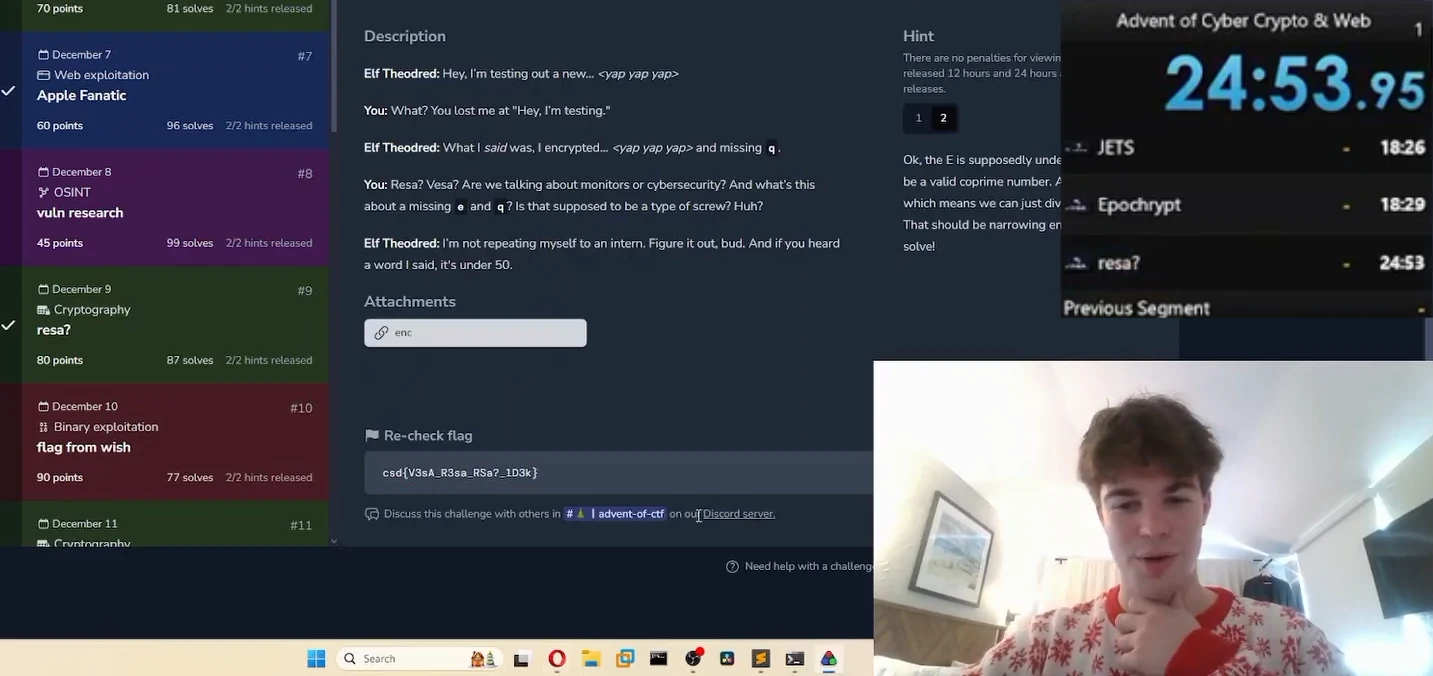 70 points 81 solves 2/2 hints released
December 7 #7
Web exploitation
Apple Fanatic
60 points 96 solves 2/2 hints released
December 8 #8
OSINT
vuln research
45 points 99 solves 2/2 hints released
December 9 #9
Cryptography
resa?
80 points 87 solves 2/2 hints released
December 10 #10
Binary exploitation
flag from wish
90 points 77 solves 2/2 hints released
December 11 #11
Cryptography
Description
Elf Theodred: Hey, I'm testing out a new... <yap yap yap>
You: What? You lost me at "Hey, I'm testing."
Elf Theodred: What I said was, I encrypted... <yap yap yap> and missing q.
You: Resa? Vesa? Are we talking about monitors or cybersecurity? And what's this
about a missing e and q? Is that supposed to be a type of screw? Huh?
Elf Theodred: I'm not repeating myself to an intern. Figure it out, bud. And if you heard
a word I said, it's under 50.
Attachments
enc
Re-check flag
csd{V3sA_R3sa_RSa?_1D3k}
Discuss this challenge with others in # | advent-of-ctf on our Discord server.
Need help with a challenge
Hint
There are no penalties for viewin
released 12 hours and 24 hours
releases.
1 2
Ok, the E is supposedly unde
be a valid coprime number. A
which means we can just div
That should be narrowing en
solve!
Advent of Cyber Crypto & Web 1
24:53.95
JETS - 18:26
Epochrypt - 18:29
resa? - 24:53
Previous Segment -
Search